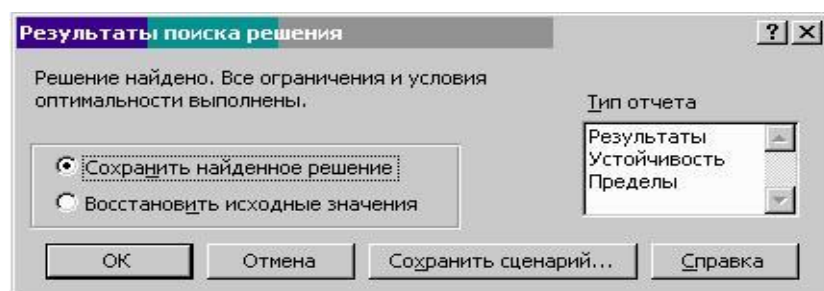 Результаты поиска решения
Решение найдено. Все ограничения и условия
оптимальности выполнены.
Тип отчета
Результаты
Устойчивость
Пределы
Сохранить найденное решение
Восстановить исходные значения
ОК
Отмена
Сохранить сценарий...
Справка